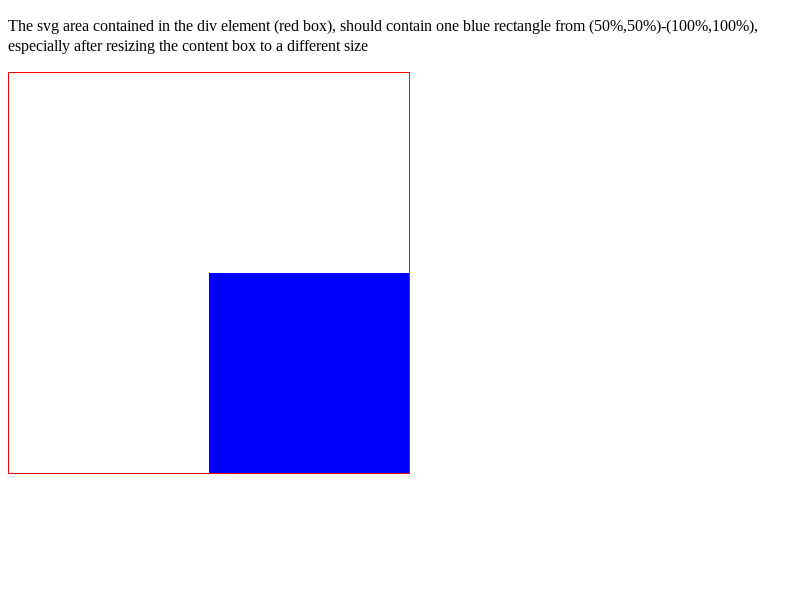 The svg area contained in the div element (red box), should contain one blue rectangle from (50%,50%)-(100%,100%),
especially after resizing the content box to a different size